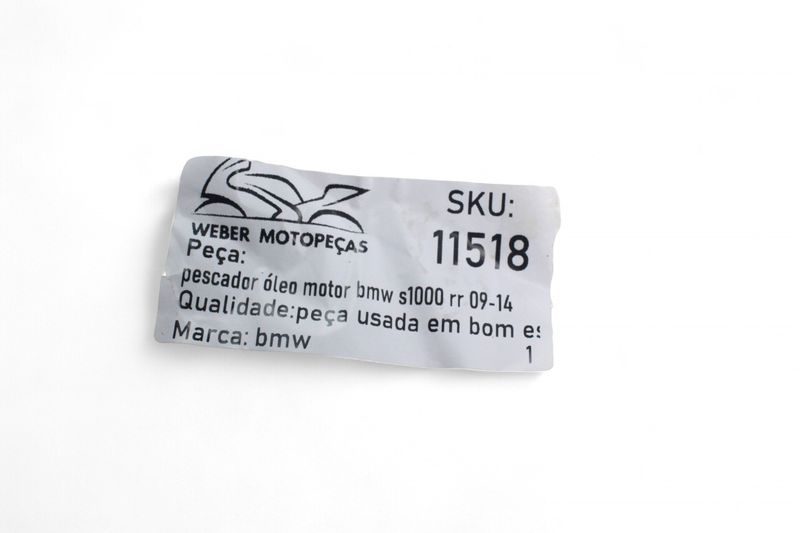 WEBER MOTOPEÇAS
SKU:
11518
Peça:
pescador óleo motor bmw s1000 rr 09-14
Qualidade:peça usada em bom es
Marca: bmw
1